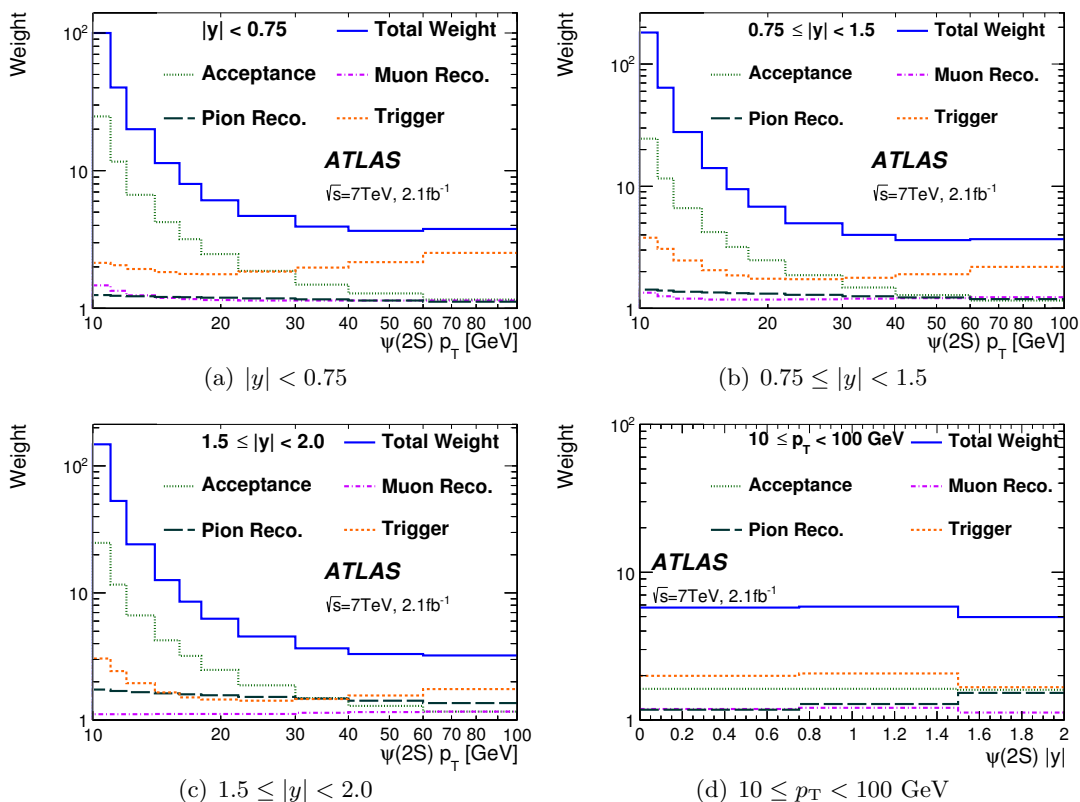 Weight
|y| < 0.75
Total Weight
Acceptance
Muon Reco.
Pion Reco.
Trigger
ATLAS
√s=7TeV, 2.1fb⁻¹
10²
10
1
10 20 30 40 50 60 70 80 100
ψ(2S) p_T [GeV]
(a) |y| < 0.75
Weight
0.75 ≤ |y| < 1.5
Total Weight
Acceptance
Muon Reco.
Pion Reco.
Trigger
ATLAS
√s=7TeV, 2.1fb⁻¹
10²
10
1
10 20 30 40 50 60 70 80 100
ψ(2S) p_T [GeV]
(b) 0.75 ≤ |y| < 1.5
Weight
1.5 ≤ |y| < 2.0
Total Weight
Acceptance
Muon Reco.
Pion Reco.
Trigger
ATLAS
√s=7TeV, 2.1fb⁻¹
10²
10
1
10 20 30 40 50 60 70 80 100
ψ(2S) p_T [GeV]
(c) 1.5 ≤ |y| < 2.0
Weight
10 ≤ p_T < 100 GeV
Total Weight
Acceptance
Muon Reco.
Pion Reco.
Trigger
ATLAS
√s=7TeV, 2.1fb⁻¹
10²
10
1
0 0.2 0.4 0.6 0.8 1 1.2 1.4 1.6 1.8 2
ψ(2S) |y|
(d) 10 ≤ p_T < 100 GeV